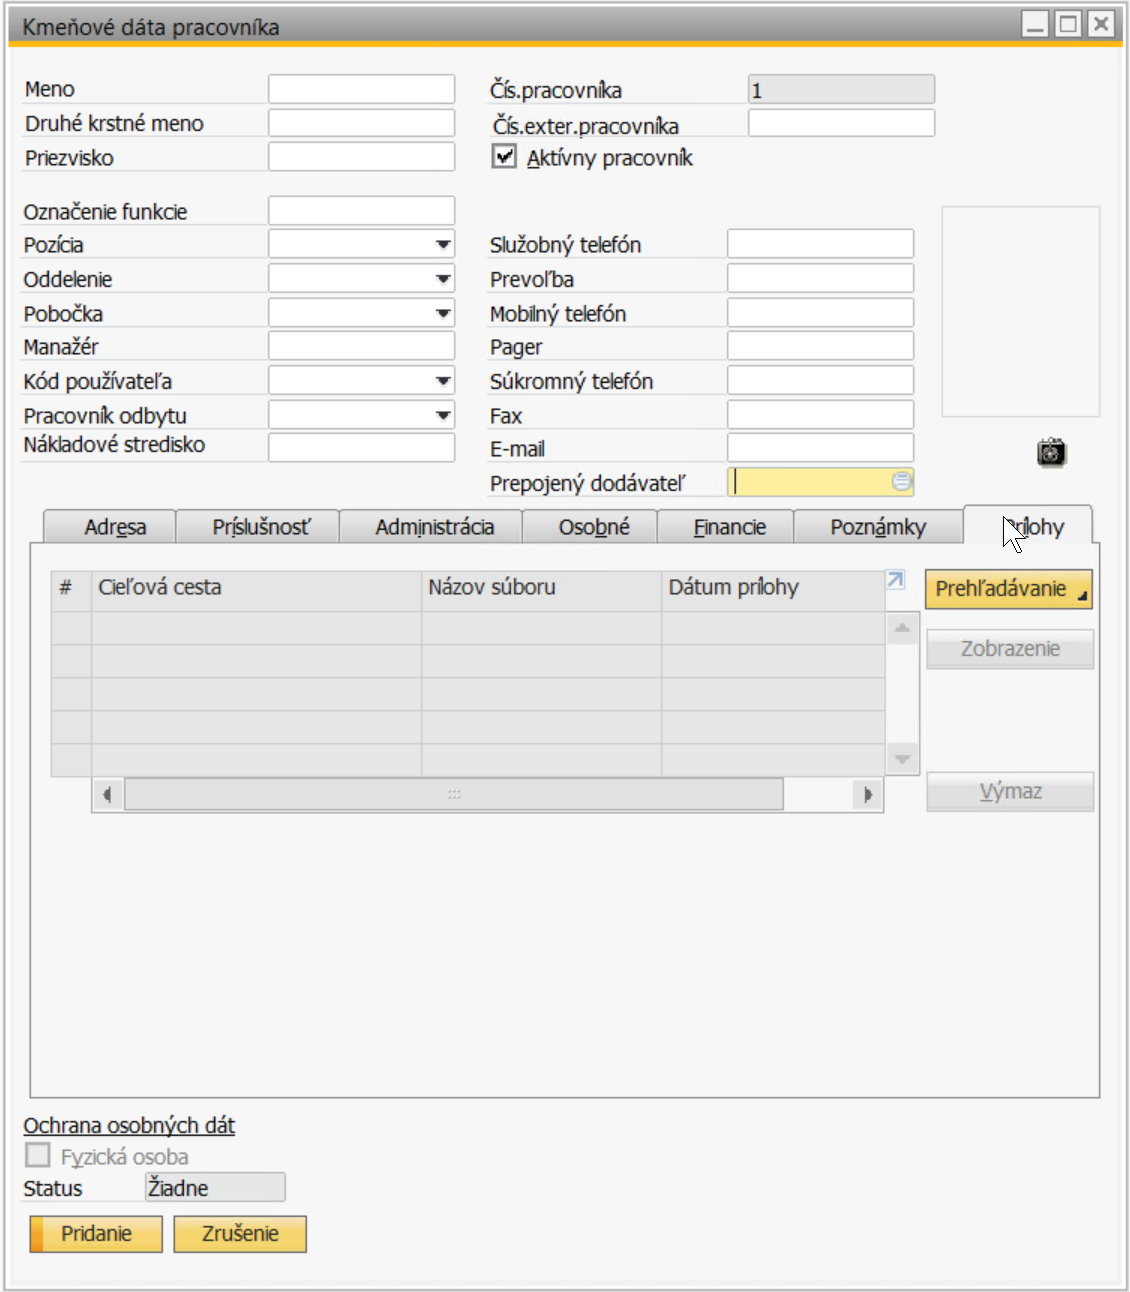 Kmeňové dáta pracovníka
Meno
Druhé krstné meno
Priezvisko
Čís.pracovníka 1
Čís.exter.pracovníka
Aktívny pracovník
Označenie funkcie
Pozícia
Oddelenie
Pobočka
Manažér
Kód používateľa
Pracovník odbytu
Nákladové stredisko
Služobný telefón
Prevoľba
Mobilný telefón
Pager
Súkromný telefón
Fax
E-mail
Prepojený dodávateľ
Adresa Príslušnosť Administrácia Osobné Financie Poznámky Prílohy
# Cieľová cesta Názov súboru Dátum prílohy
Prehľadávanie
Zobrazenie
Výmaz
Ochrana osobných dát
Fyzická osoba
Status Žiadne
Pridanie Zrušenie